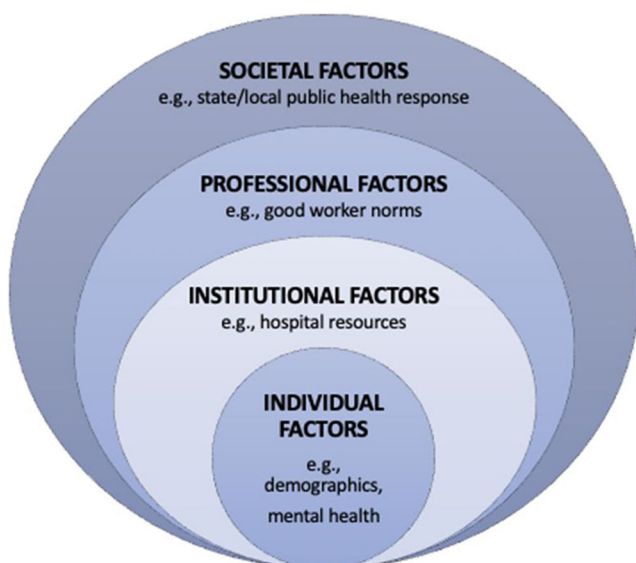 SOCIETAL FACTORS
e.g., state/local public health response
PROFESSIONAL FACTORS
e.g., good worker norms
INSTITUTIONAL FACTORS
e.g., hospital resources
INDIVIDUAL
FACTORS
e.g.,
demographics,
mental health